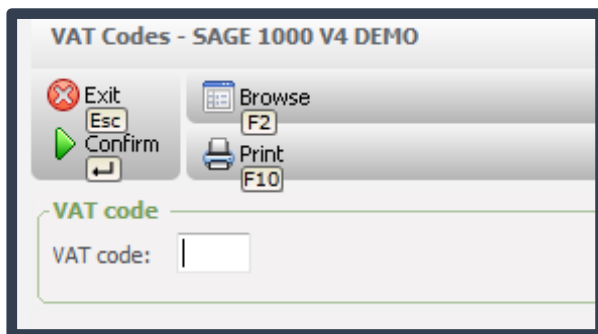 VAT Codes - SAGE 1000 V4 DEMO
Exit
Esc
Confirm
Browse
F2
Print
F10
VAT code
VAT code: